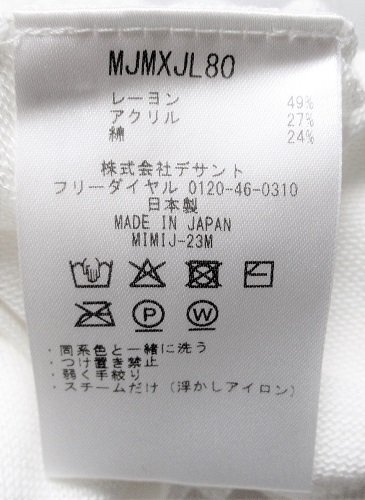 MJMXJL80
レーヨン 49%
アクリル 27%
綿 24%
株式会社デサント
フリーダイヤル 0120-46-0310
日本製
MADE IN JAPAN
MIMIJ-23M
P W
・同系色と一緒に洗う
・つけ置き禁止
・弱く手絞り
・スチームだけ(浮かしアイロン)